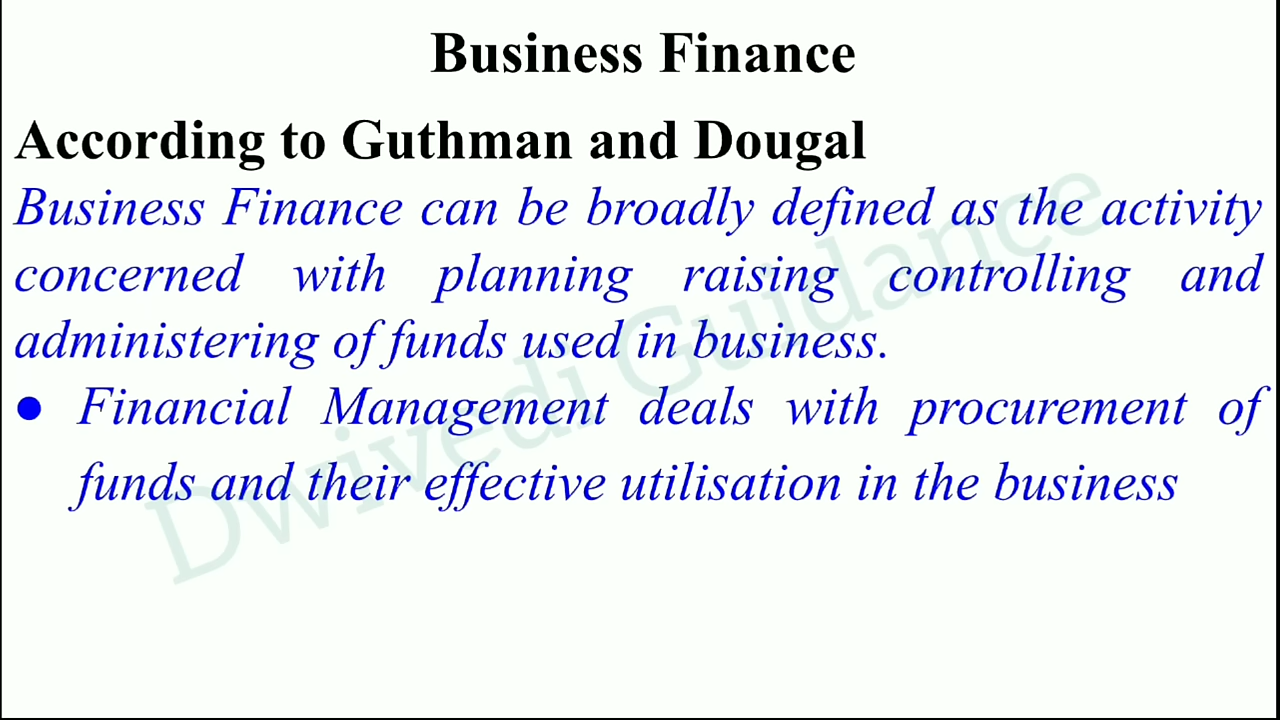 Business Finance
According to Guthman and Dougal
Business Finance can be broadly defined as the activity
concerned with planning raising controlling and
administering of funds used in business.
● Financial Management deals with procurement of
funds and their effective utilisation in the business
Dwivedi Guidance